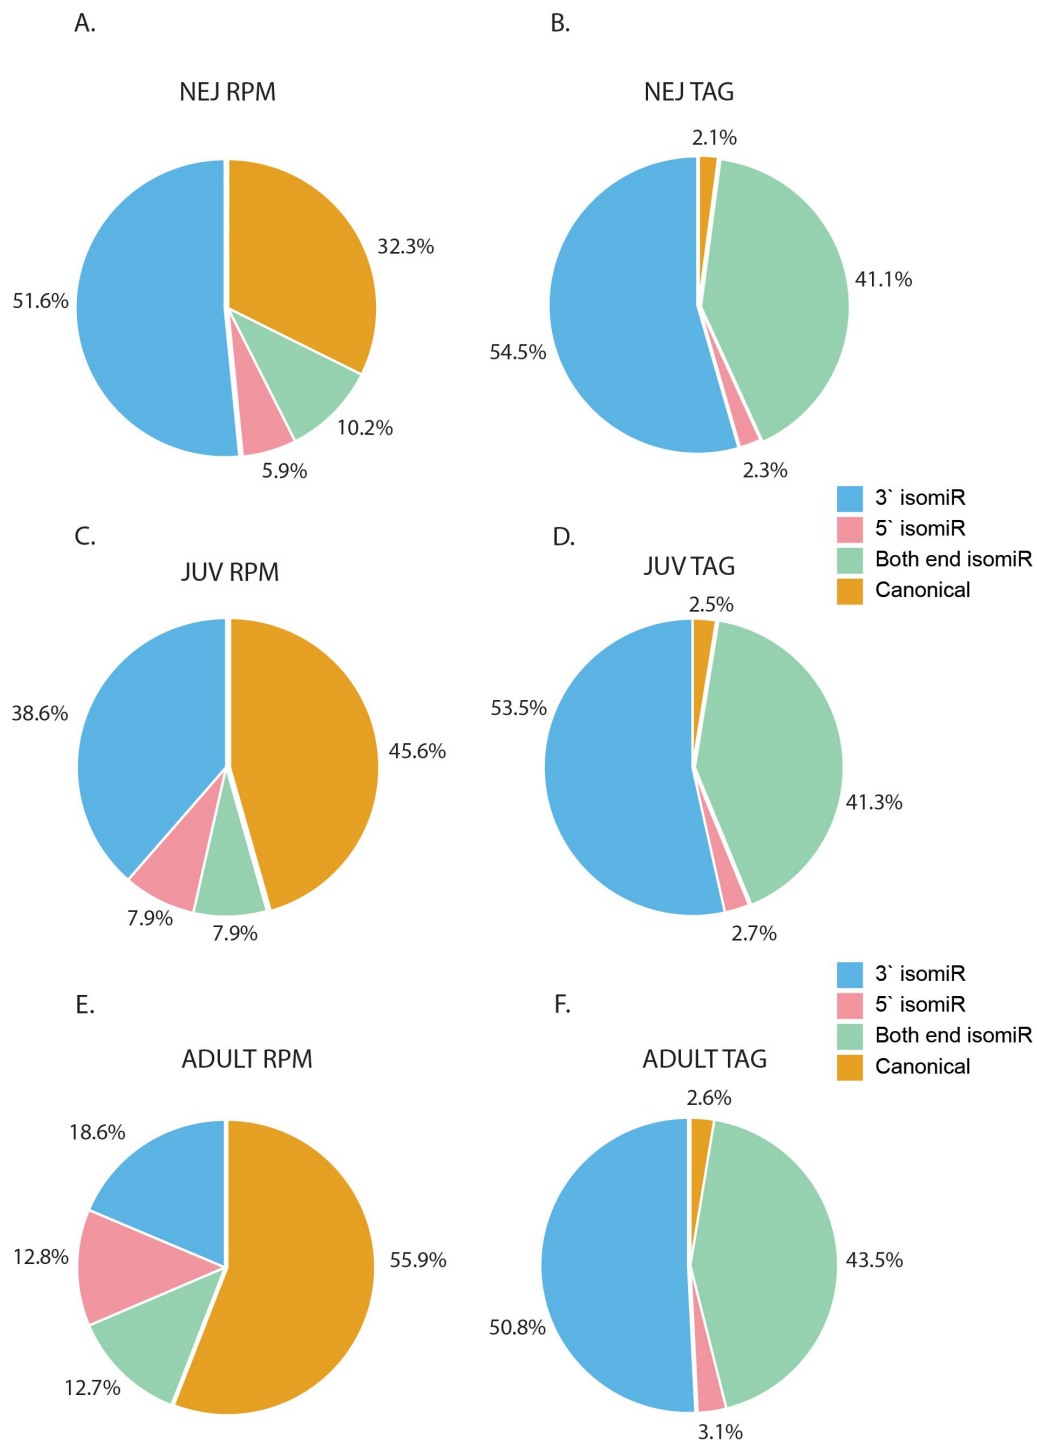 A.
B.
NEJ RPM
NEJ TAG
2.1%
32.3%
41.1%
51.6%
54.5%
10.2%
5.9%
2.3%
3` isomiR
5` isomiR
Both end isomiR
Canonical
C.
D.
JUV RPM
JUV TAG
2.5%
38.6%
53.5%
45.6%
41.3%
7.9%
7.9%
2.7%
3` isomiR
5` isomiR
Both end isomiR
Canonical
E.
F.
ADULT RPM
ADULT TAG
2.6%
18.6%
12.8%
55.9%
43.5%
50.8%
12.7%
3.1%